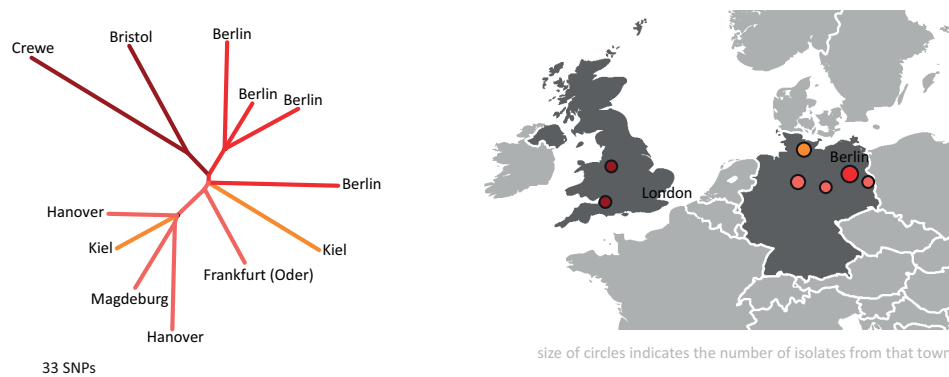 Crewe
Bristol
Berlin
Berlin
Berlin
Berlin
Hanover
Kiel
Kiel
Frankfurt (Oder)
Magdeburg
Hanover
33 SNPs
Berlin
London
size of circles indicates the number of isolates from that town